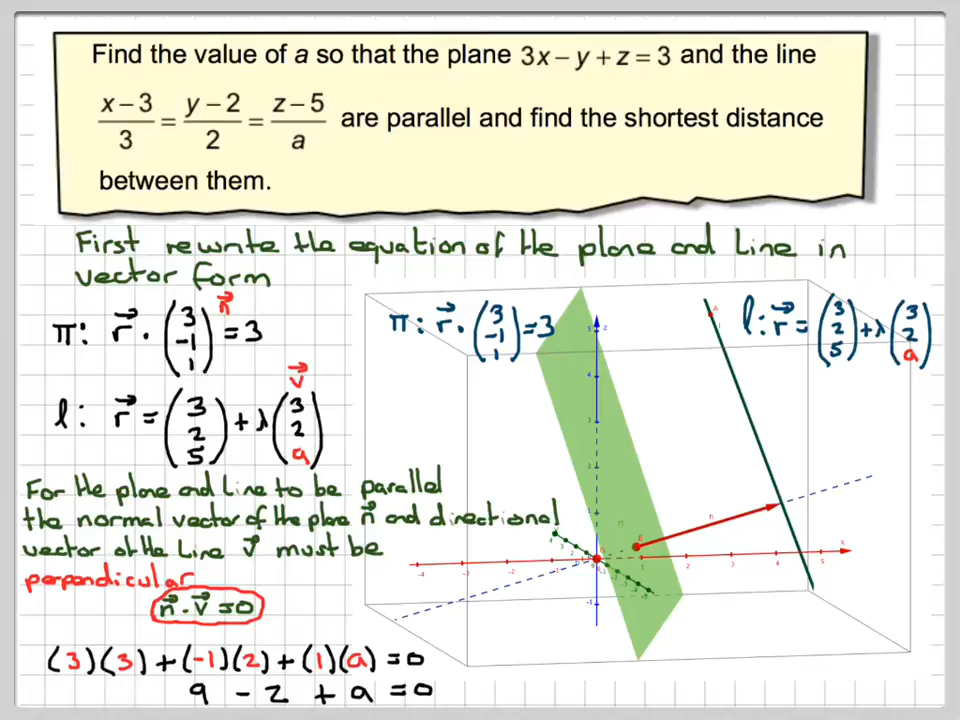 Find the value of a so that the plane 3x – y + z = 3 and the line
x – 3 / 3 = y – 2 / 2 = z – 5 / a are parallel and find the shortest distance
between them.
First rewrite the equation of the plane and Line in
vector form
π: r⃗ · (3 -1 1) = 3
n⃗
l: r⃗ = (3 2 5) + λ (3 2 a)
v⃗
For the plane and Line to be parallel
the normal vector of the plane n⃗ and directional
vector of the Line v⃗ must be
perpendicular
n⃗ · v⃗ = 0
(3)(3) + (-1)(2) + (1)(a) = 0
9 - 2 + a = 0
π: r⃗ · (3 -1 1) = 3
l: r⃗ = (3 2 5) + λ (3 2 a)